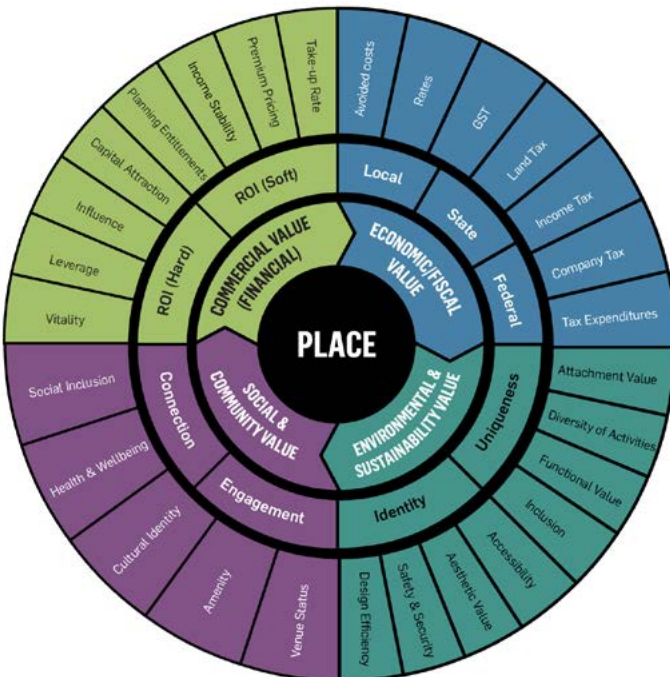 PLACE
COMMERCIAL VALUE
(FINANCIAL)
ECONOMIC/FISCAL
VALUE
ENVIRONMENTAL &
SUSTAINABILITY VALUE
SOCIAL &
COMMUNITY VALUE
ROI (Hard)
ROI (Soft)
Local
State
Federal
Uniqueness
Identity
Engagement
Connection
Vitality
Leverage
Influence
Capital Attraction
Planning Entitlements
Income Stability
Premium Pricing
Take-up Rate
Avoided costs
Rates
GST
Land Tax
Income Tax
Company Tax
Tax Expenditures
Attachment Value
Diversity of Activities
Functional Value
Inclusion
Accessibility
Aesthetic Value
Safety & Security
Design Efficiency
Venue Status
Amenity
Cultural Identity
Health & Wellbeing
Social Inclusion